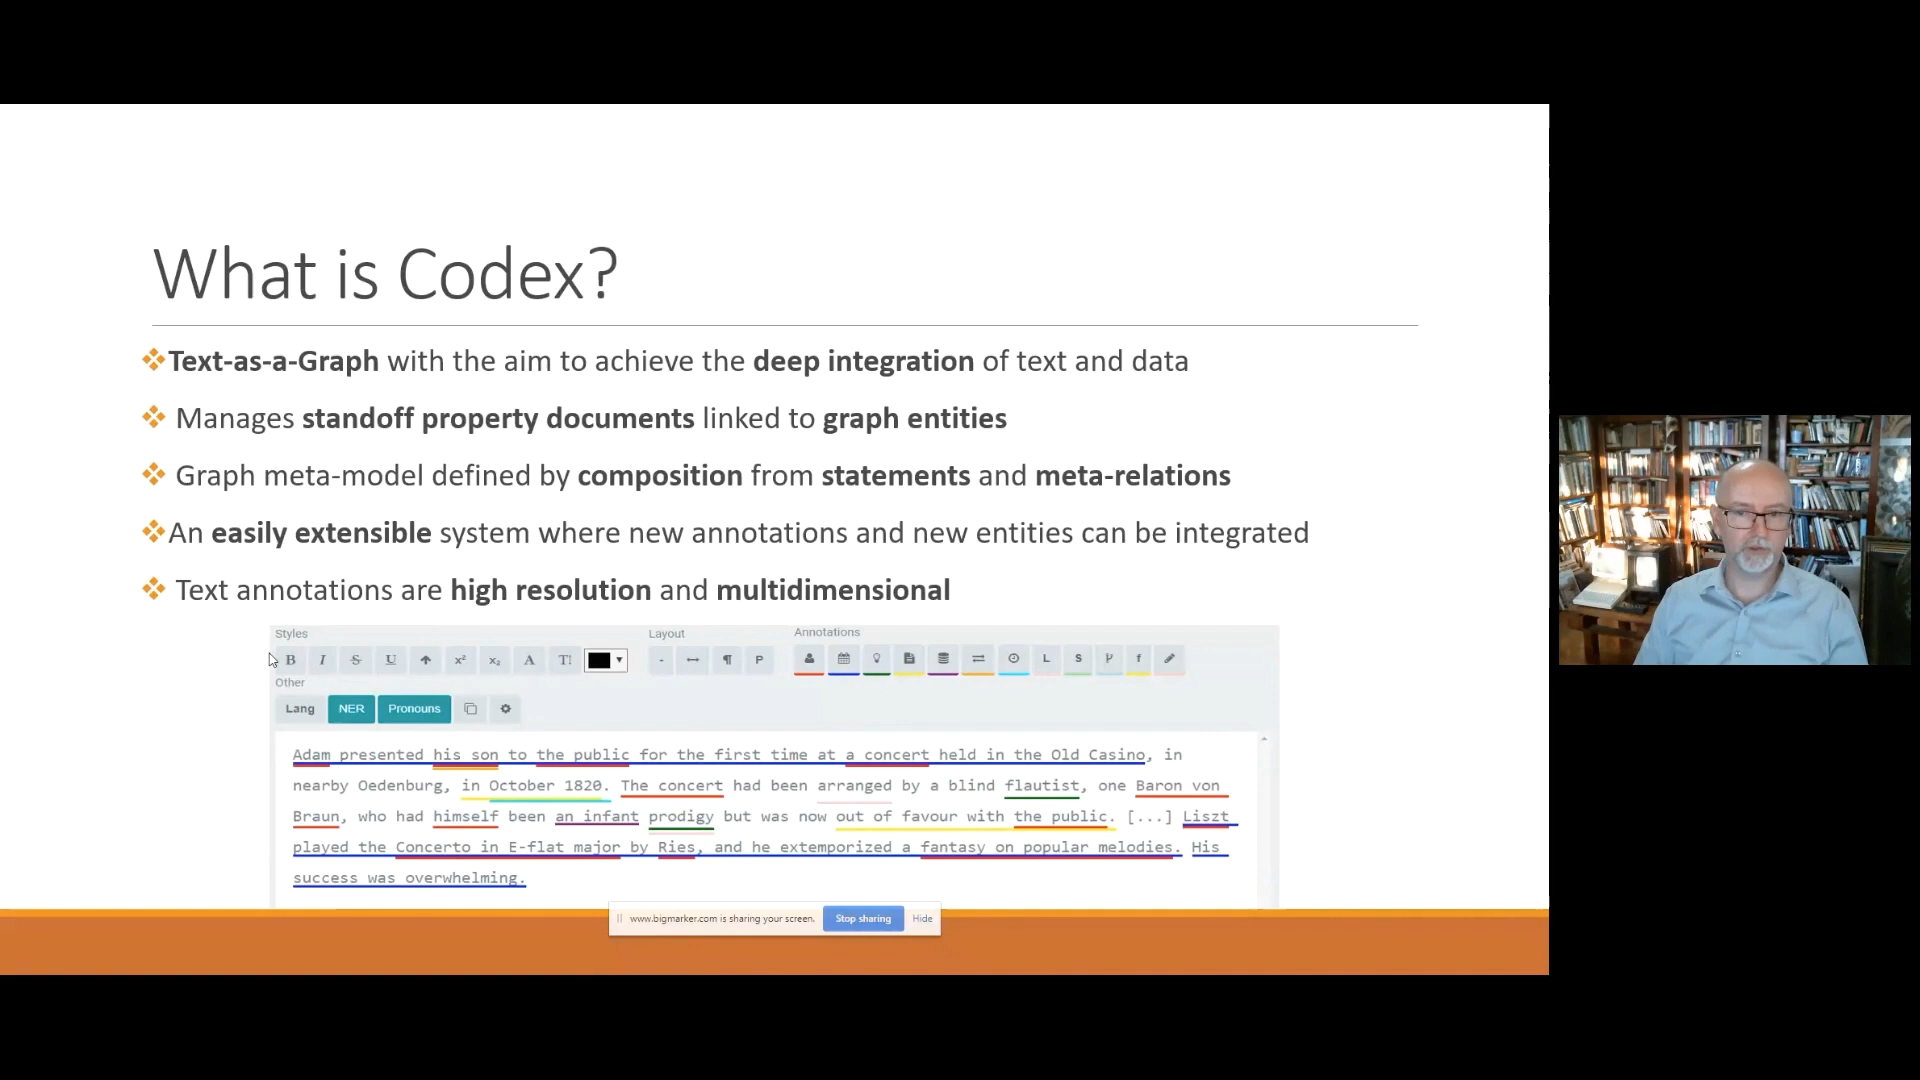 What is Codex?
Text-as-a-Graph with the aim to achieve the deep integration of text and data
Manages standoff property documents linked to graph entities
Graph meta-model defined by composition from statements and meta-relations
An easily extensible system where new annotations and new entities can be integrated
Text annotations are high resolution and multidimensional
Styles Layout Annotations
B I S U x² x₂ A T! - ¶ P L S f
Other
Lang NER Pronouns
Adam presented his son to the public for the first time at a concert held in the Old Casino, in
nearby Oedenburg, in October 1820. The concert had been arranged by a blind flautist, one Baron von
Braun, who had himself been an infant prodigy but was now out of favour with the public. [...] Liszt
played the Concerto in E-flat major by Ries, and he extemporized a fantasy on popular melodies. His
success was overwhelming.
www.bigmarker.com is sharing your screen. Stop sharing Hide